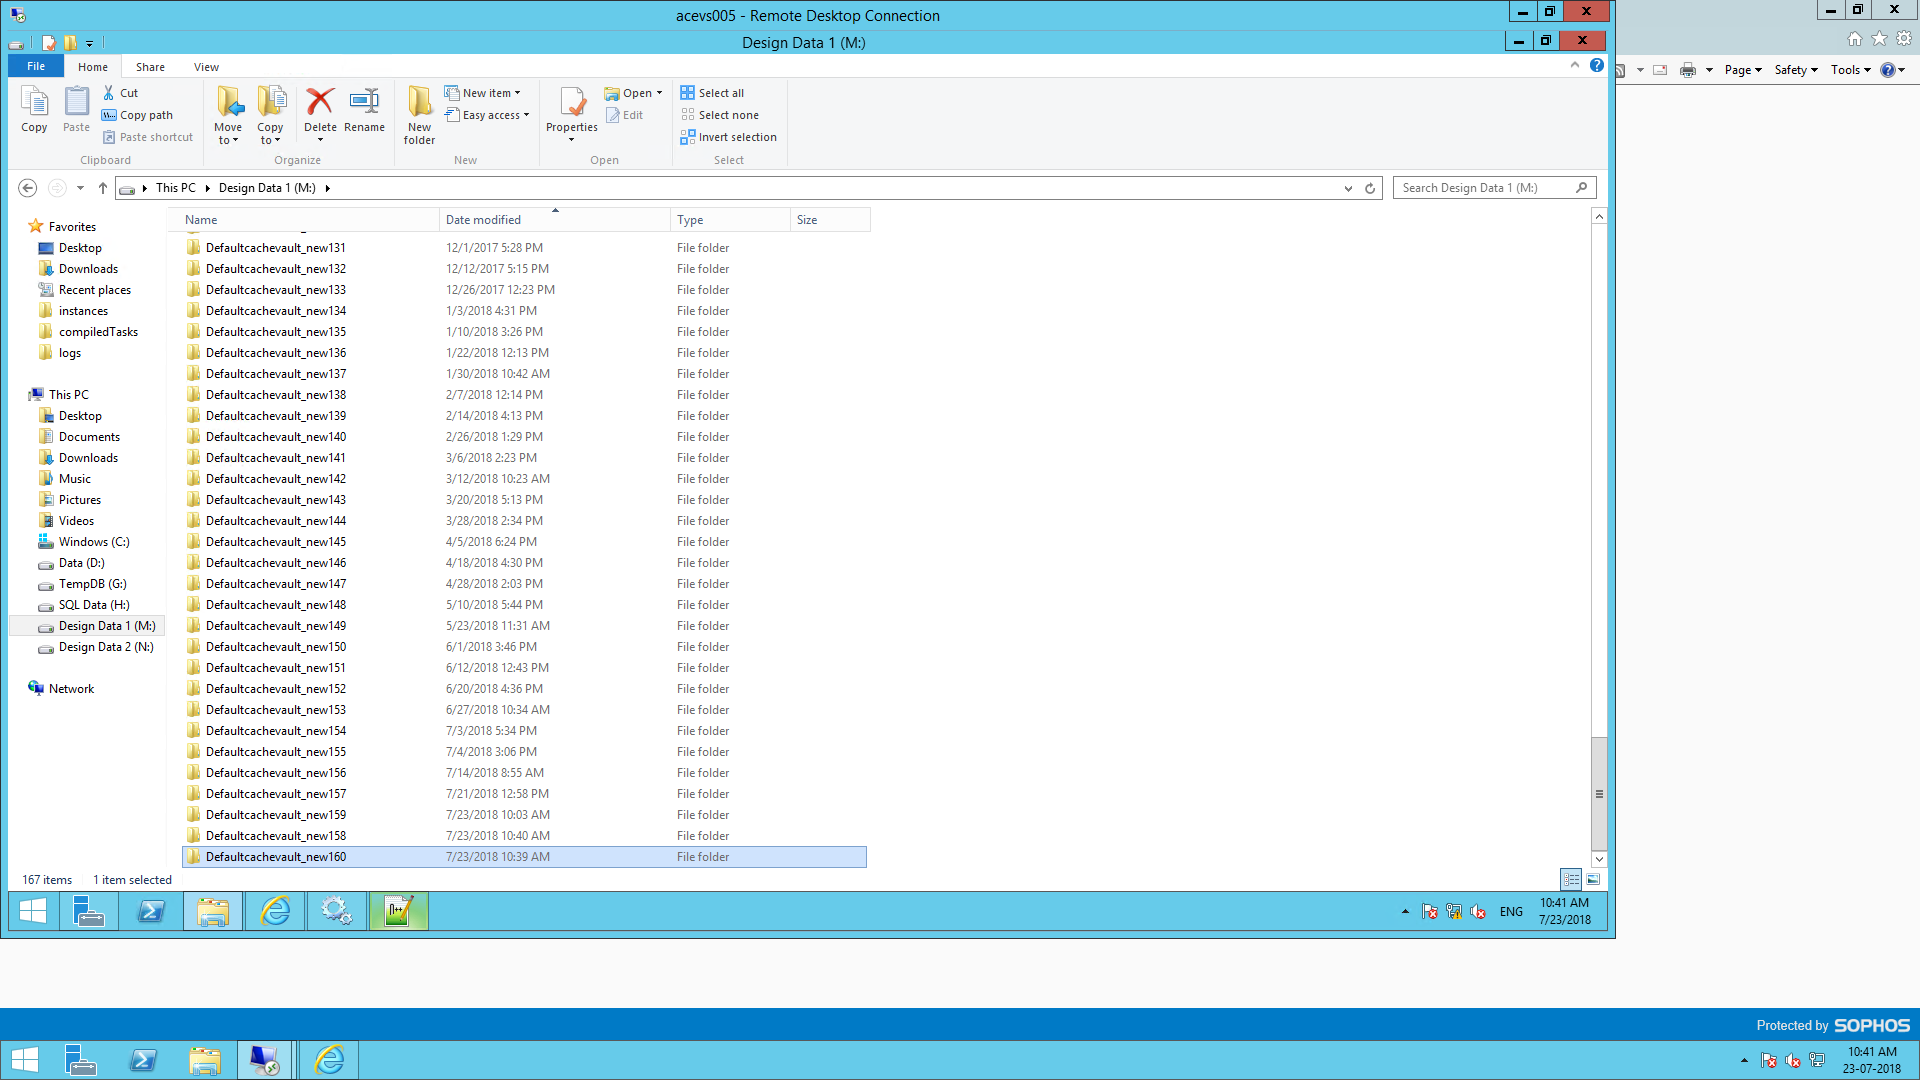 acevs005 - Remote Desktop Connection
Design Data 1 (M:)
File Home Share View
Page Safety Tools
Copy
Paste
Cut
Copy path
Paste shortcut
Clipboard
Move to
Copy to
Delete
Rename
Organize
New folder
New item
Easy access
New
Properties
Open
Edit
Open
Select all
Select none
Invert selection
Select
This PC Design Data 1 (M:)
Search Design Data 1 (M:)
Favorites
Desktop
Downloads
Recent places
instances
compiledTasks
logs
This PC
Desktop
Documents
Downloads
Music
Pictures
Videos
Windows (C:)
Data (D:)
TempDB (G:)
SQL Data (H:)
Design Data 1 (M:)
Design Data 2 (N:)
Network
Name Date modified Type Size
Defaultcachevault_new131 12/1/2017 5:28 PM File folder
Defaultcachevault_new132 12/12/2017 5:15 PM File folder
Defaultcachevault_new133 12/26/2017 12:23 PM File folder
Defaultcachevault_new134 1/3/2018 4:31 PM File folder
Defaultcachevault_new135 1/10/2018 3:26 PM File folder
Defaultcachevault_new136 1/22/2018 12:13 PM File folder
Defaultcachevault_new137 1/30/2018 10:42 AM File folder
Defaultcachevault_new138 2/7/2018 12:14 PM File folder
Defaultcachevault_new139 2/14/2018 4:13 PM File folder
Defaultcachevault_new140 2/26/2018 1:29 PM File folder
Defaultcachevault_new141 3/6/2018 2:23 PM File folder
Defaultcachevault_new142 3/12/2018 10:23 AM File folder
Defaultcachevault_new143 3/20/2018 5:13 PM File folder
Defaultcachevault_new144 3/28/2018 2:34 PM File folder
Defaultcachevault_new145 4/5/2018 6:24 PM File folder
Defaultcachevault_new146 4/18/2018 4:30 PM File folder
Defaultcachevault_new147 4/28/2018 2:03 PM File folder
Defaultcachevault_new148 5/10/2018 5:44 PM File folder
Defaultcachevault_new149 5/23/2018 11:31 AM File folder
Defaultcachevault_new150 6/1/2018 3:46 PM File folder
Defaultcachevault_new151 6/12/2018 12:43 PM File folder
Defaultcachevault_new152 6/20/2018 4:36 PM File folder
Defaultcachevault_new153 6/27/2018 10:34 AM File folder
Defaultcachevault_new154 7/3/2018 5:34 PM File folder
Defaultcachevault_new155 7/4/2018 3:06 PM File folder
Defaultcachevault_new156 7/14/2018 8:55 AM File folder
Defaultcachevault_new157 7/21/2018 12:58 PM File folder
Defaultcachevault_new159 7/23/2018 10:03 AM File folder
Defaultcachevault_new158 7/23/2018 10:40 AM File folder
Defaultcachevault_new160 7/23/2018 10:39 AM File folder
167 items 1 item selected
ENG
10:41 AM
7/23/2018
Protected by SOPHOS
10:41 AM
23-07-2018